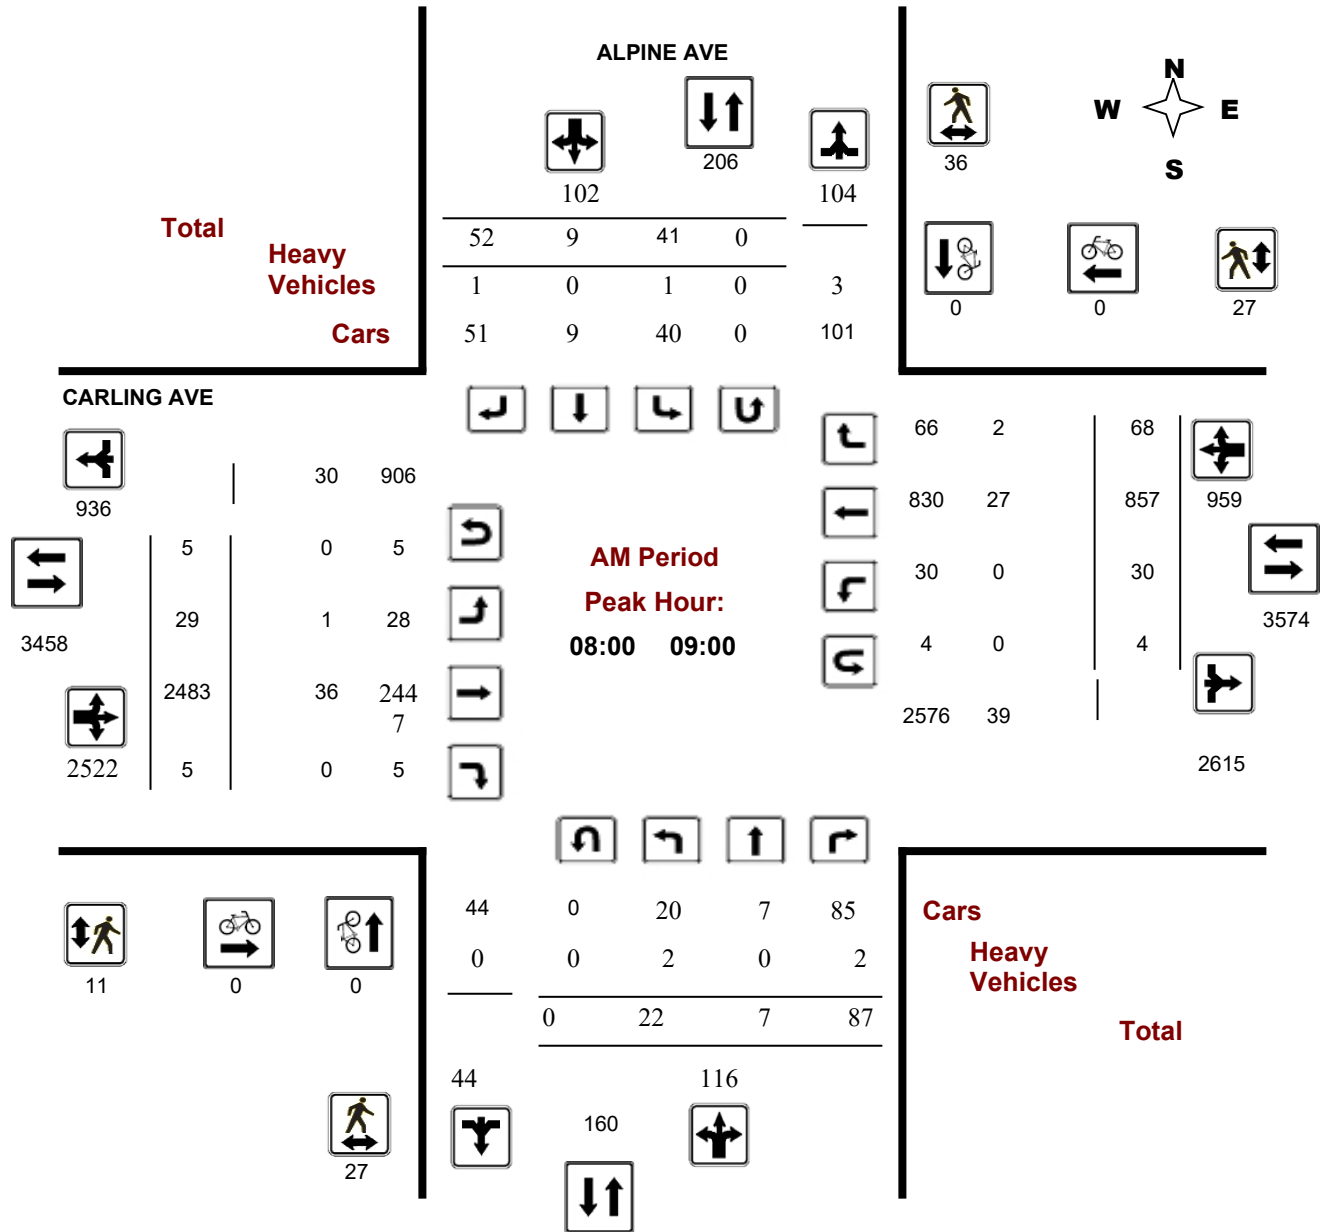 ALPINE AVE
N
W E
S
206
36
102 104
Total
52 9 41 0
Heavy
Vehicles
1 0 1 0 3
0 0 27
Cars
51 9 40 0 101
CARLING AVE
66 2 68
30 906
936
830 27 857 959
5 0 5
AM Period
30 0 30
Peak Hour:
29 1 28
3574
3458
08:00 09:00
4 0 4
2483 36 244
7
2576 39
2522 5 0 5
2615
44 0 20 7 85
Cars
0 0 2 0 2
Heavy
Vehicles
11 0 0
0 22 7 87
Total
44 116
160
27